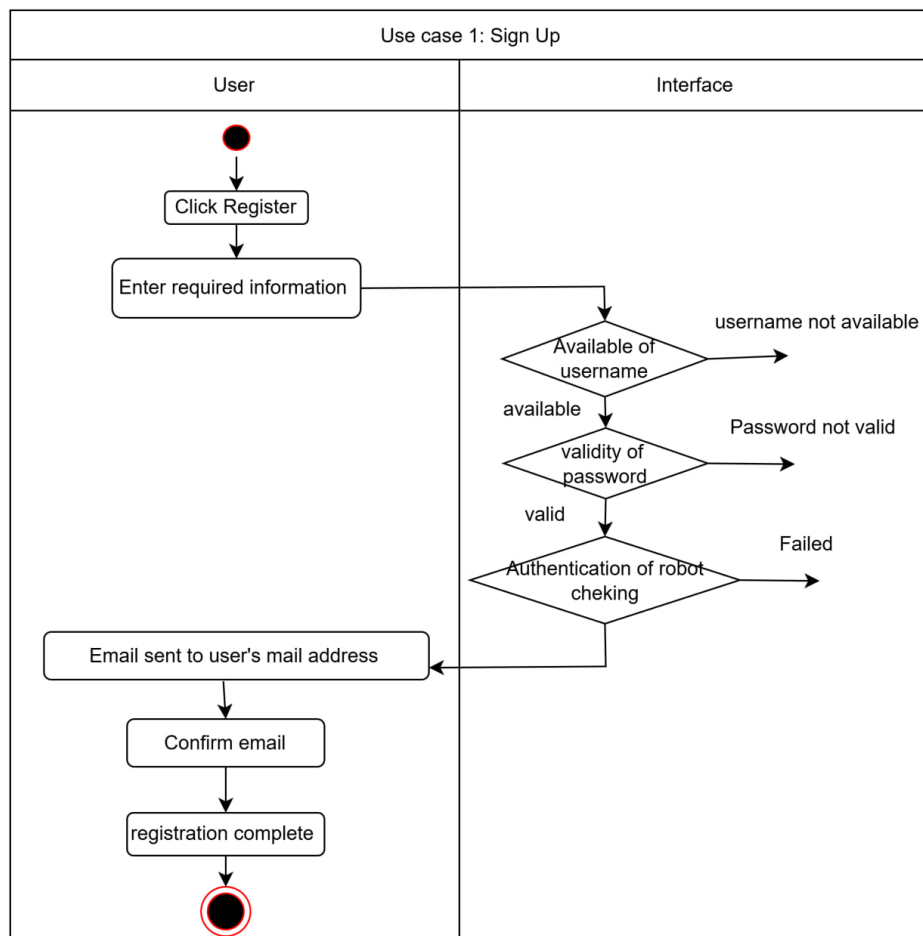 Use case 1: Sign Up
User
Interface
Click Register
Enter required information
username not available
Available of
username
available
Password not valid
validity of
password
valid
Failed
Authentication of robot
cheking
Email sent to user's mail address
Confirm email
registration complete